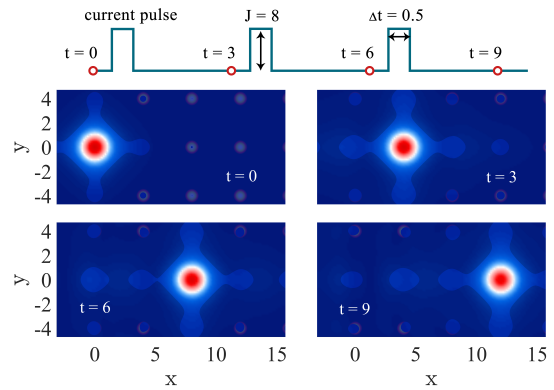 current pulse J = 8 Δt = 0.5
t = 0 t = 3 t = 6 t = 9
y 4 2 0 -2 -4 t = 0 t = 3
y 4 2 0 -2 -4 t = 6 t = 9
0 5 10 15 0 5 10 15
x x